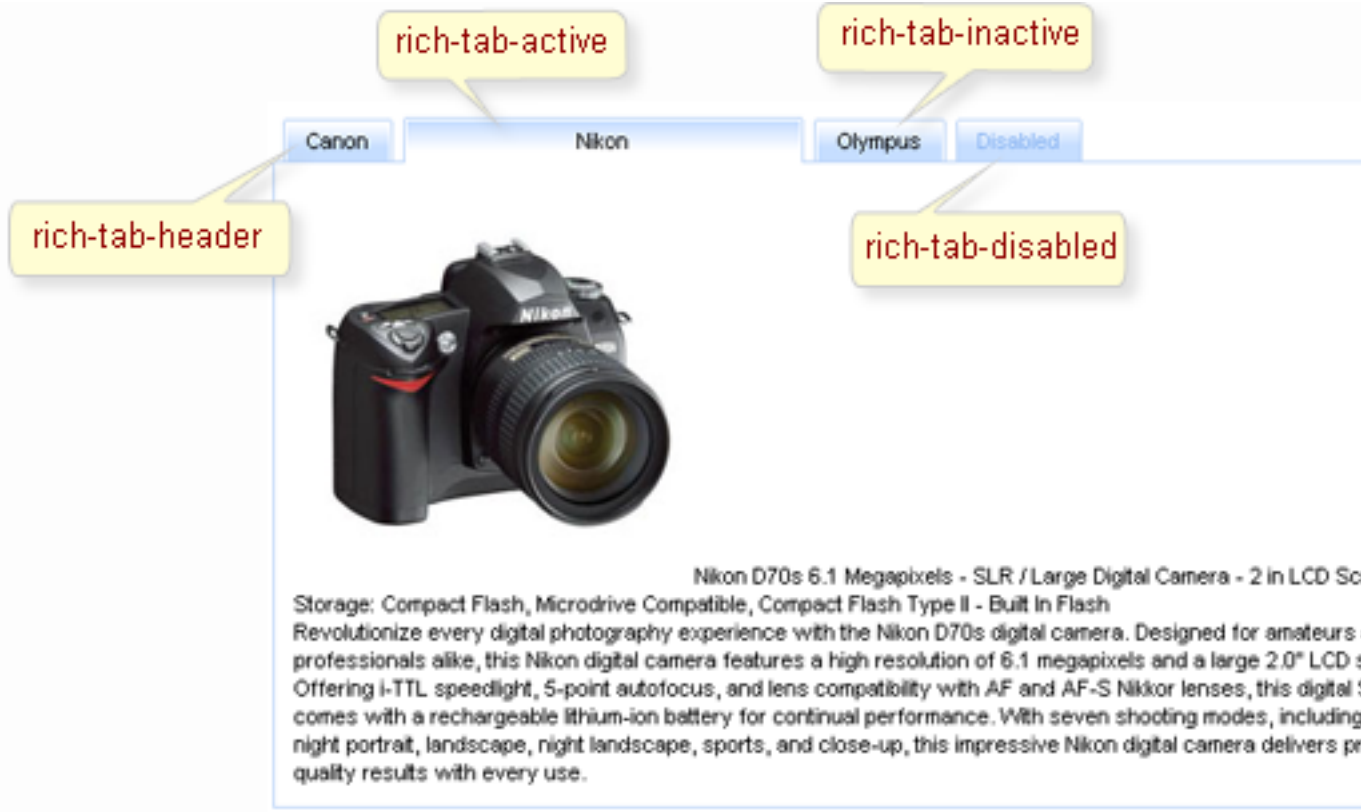 rich-tab-active
rich-tab-inactive
Canon
Nikon
Olympus
Disabled
rich-tab-header
rich-tab-disabled
Nikon
Nikon D70s 6.1 Megapixels - SLR / Large Digital Camera - 2 in LCD
Storage: Compact Flash, Microdrive Compatible, Compact Flash Type II - Built In Flash
Revolutionize every digital photography experience with the Nikon D70s digital camera. Designed for amateurs
professionals alike, this Nikon digital camera features a high resolution of 6.1 megapixels and a large 2.0" LCD
Offering i-TTL speedlight, 5-point autofocus, and lens compatibility with AF and AF-S Nikkor lenses, this digital
comes with a rechargeable lithium-ion battery for continual performance. With seven shooting modes, including
night portrait, landscape, night landscape, sports, and close-up, this impressive Nikon digital camera delivers
quality results with every use.